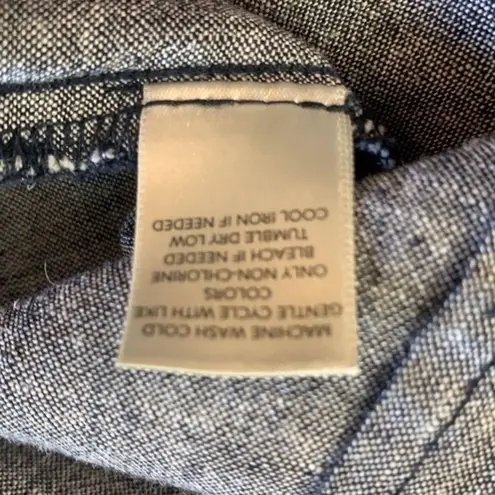 MACHINE WASH COLD
GENTLE CYCLE WITH LIKE
COLORS
ONLY NON-CHLORINE
BLEACH IF NEEDED
TUMBLE DRY LOW
COOL IRON IF NEEDED